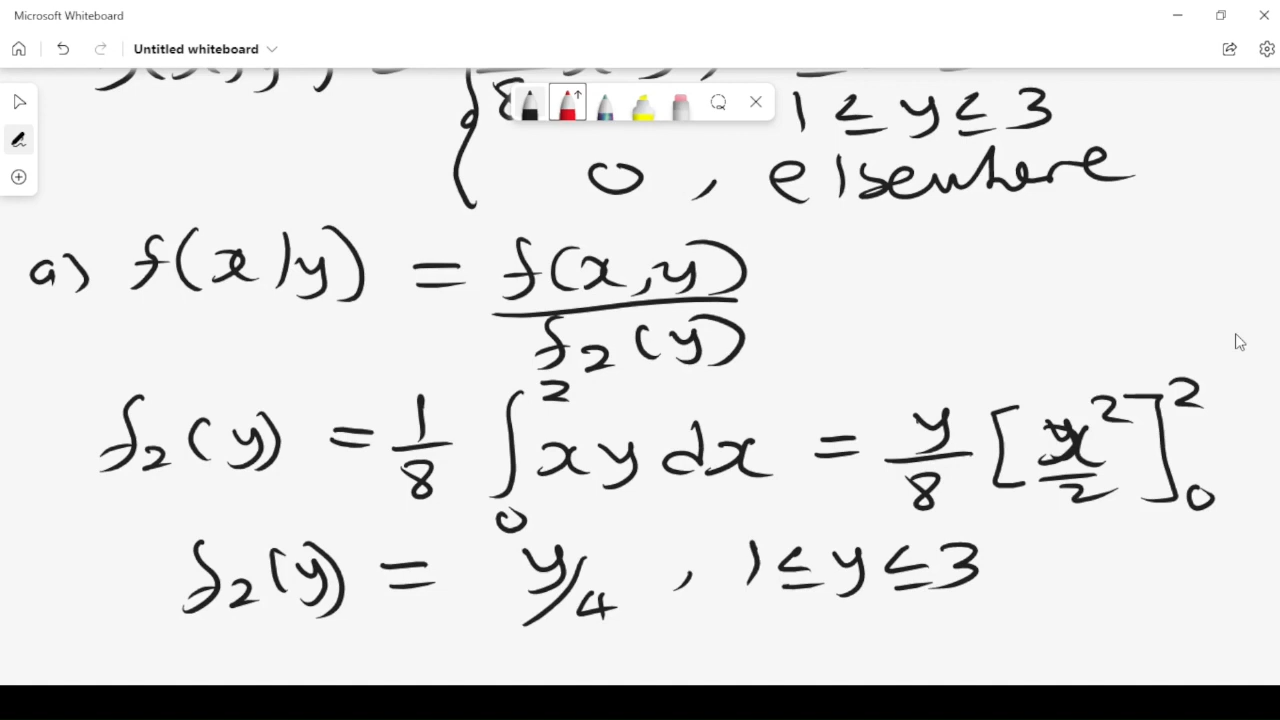 Microsoft Whiteboard
Untitled whiteboard
1 ≤ y ≤ 3
0 , elsewhere
a) f(x|y) = f(x,y) / f₂(y)
f₂(y) = 1/8 ∫₀² xy dx = y/8 [x²/2]₀²
f₂(y) = y/4 , 1 ≤ y ≤ 3